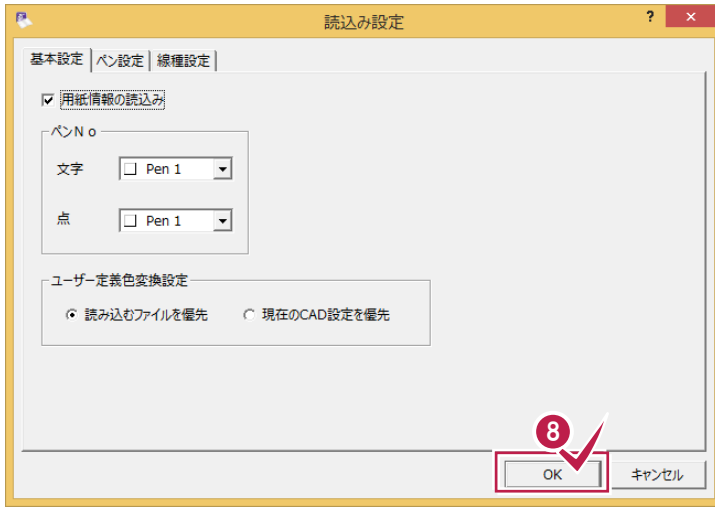 読込み設定
?
基本設定 ペン設定 線種設定
用紙情報の読込み
ペンNo
文字 Pen 1
点 Pen 1
ユーザー定義色変換設定
読み込むファイルを優先 現在のCAD設定を優先
8
OK キャンセル